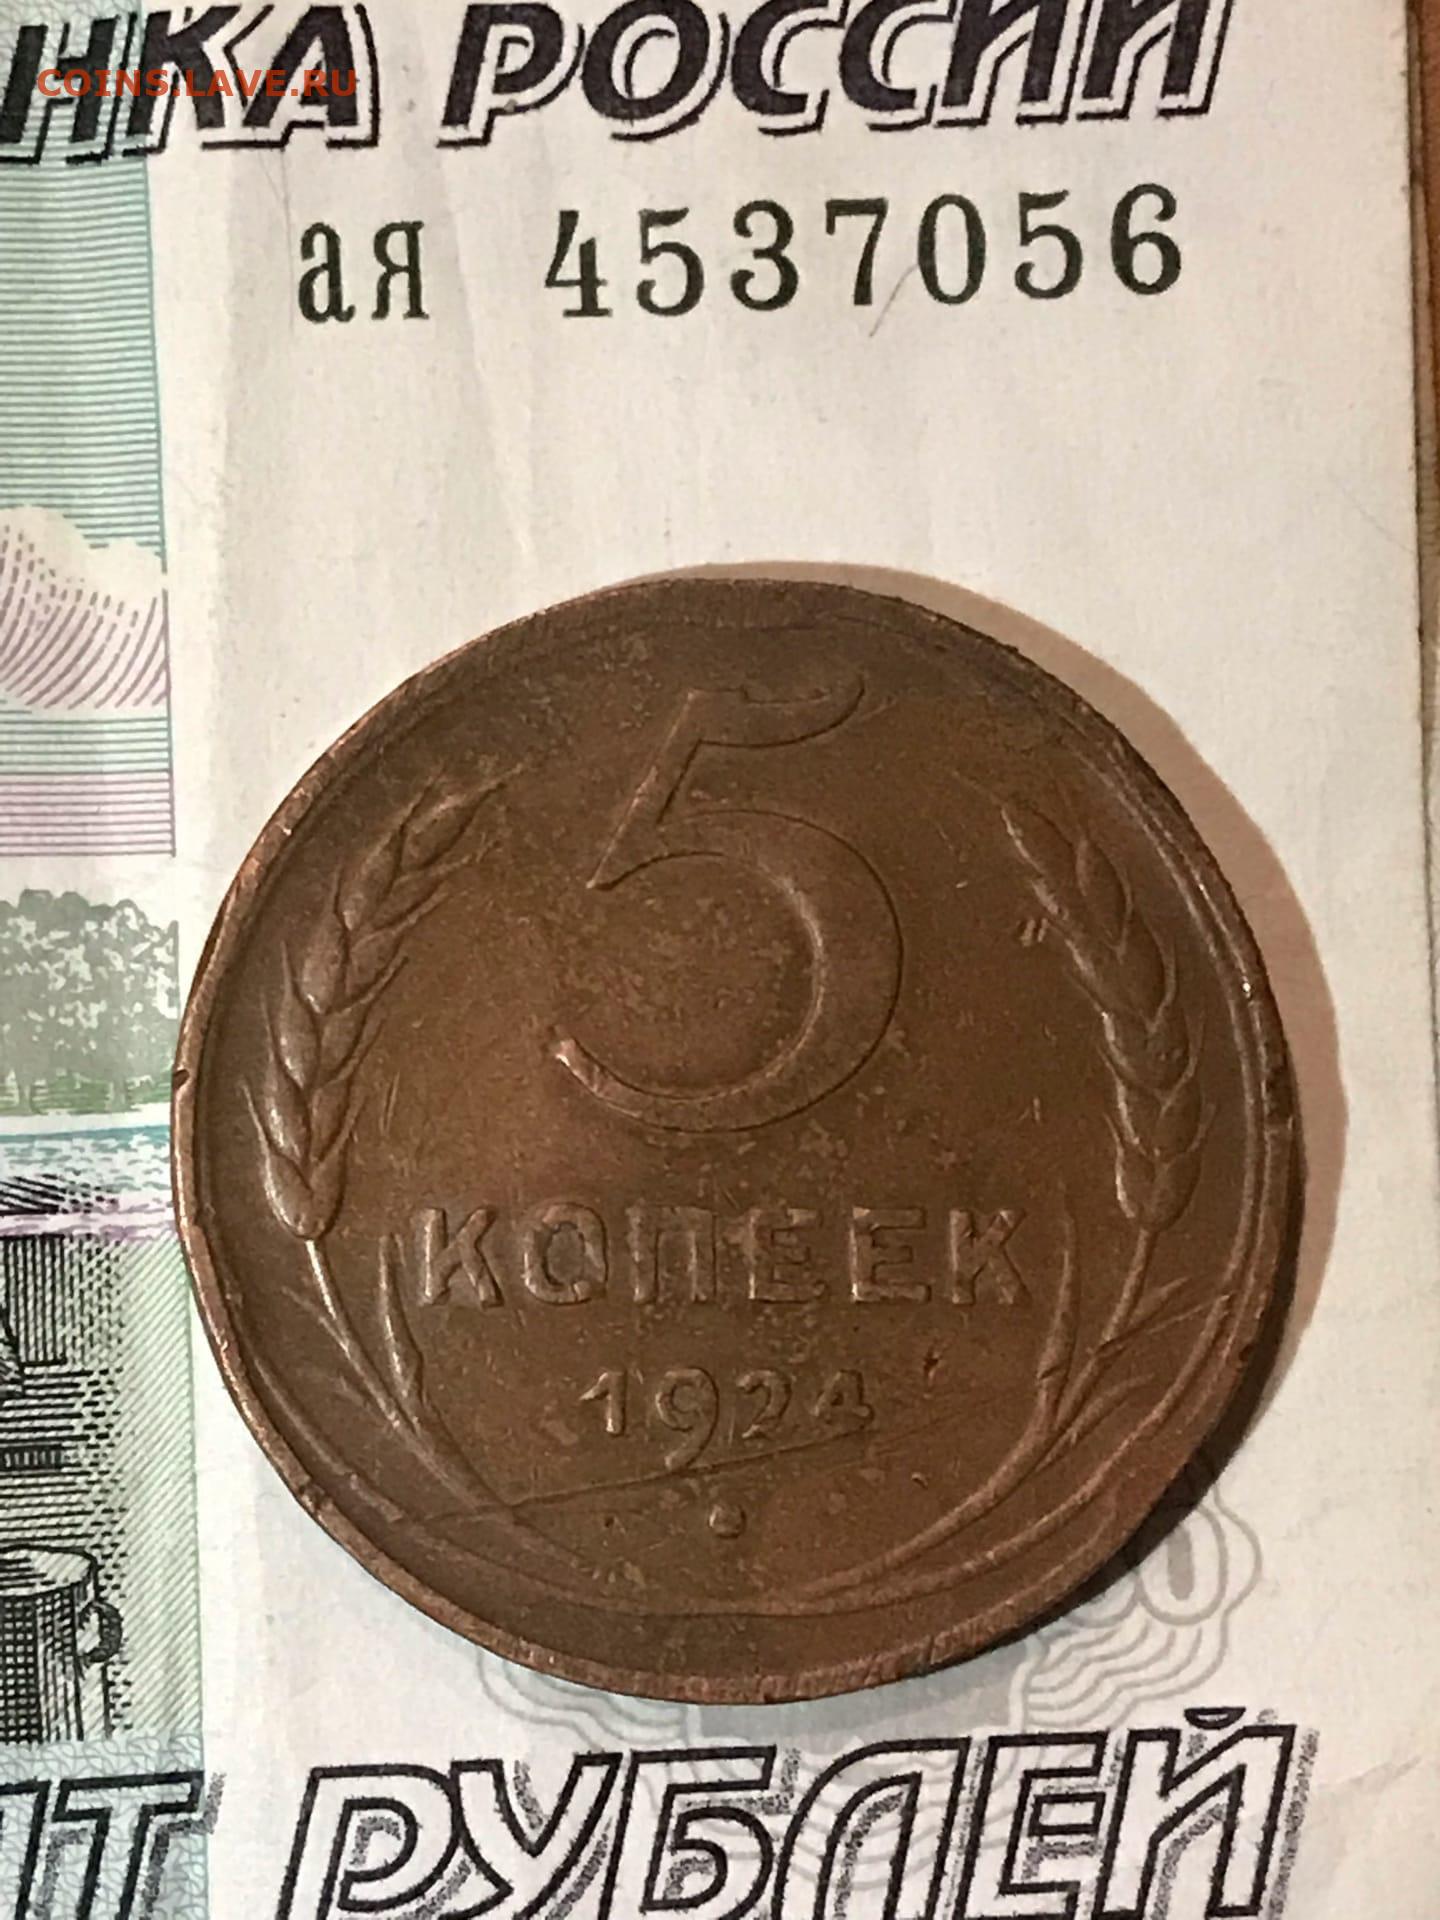 НКА РОССИИ
COINS.LAVE.RU
ая 4537056
5
КОПЕЕК
1924
РУБЛЕЙ